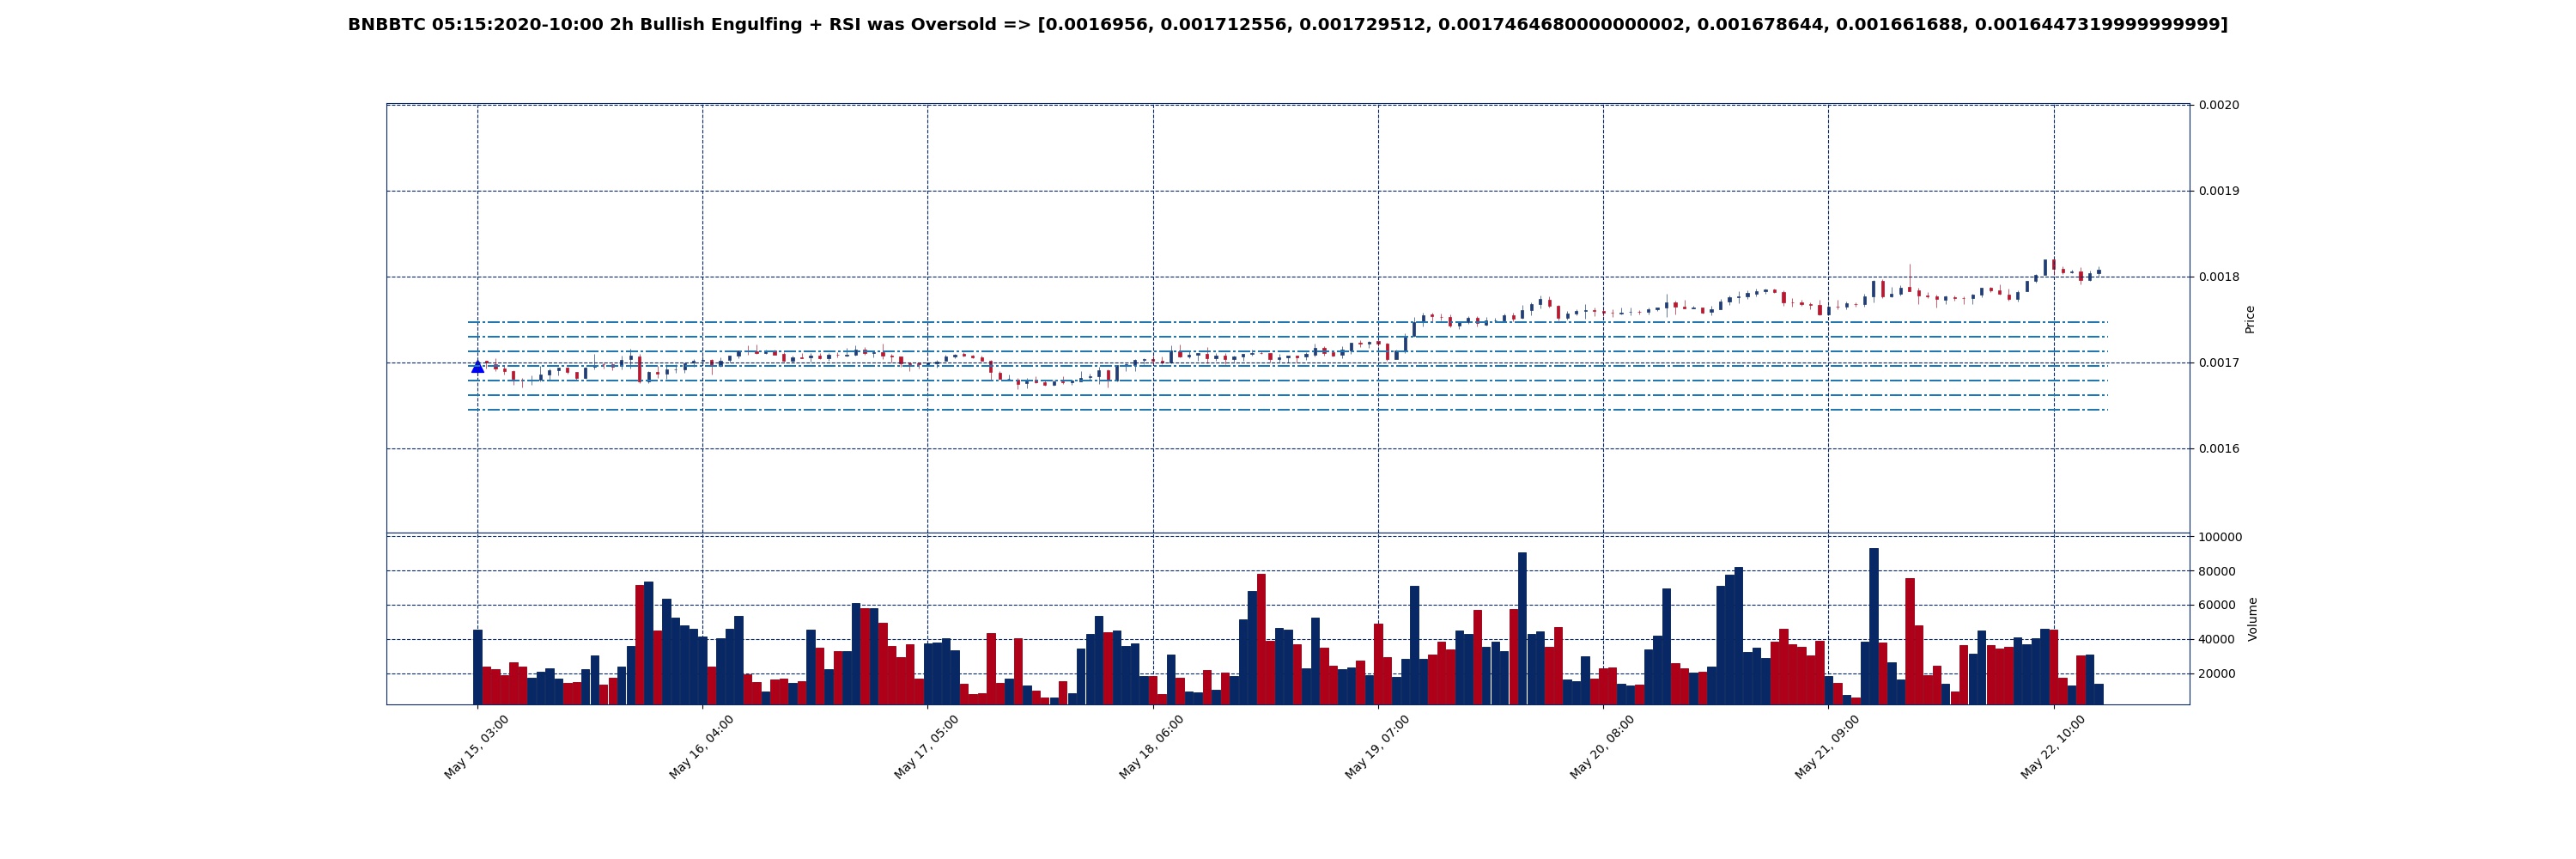 BNBBTC 05:15:2020-10:00 2h Bullish Engulfing + RSI was Oversold => [0.0016956, 0.001712556, 0.001729512, 0.0017464680000000002, 0.001678644, 0.001661688, 0.0016447319999999999]
0.0020
0.0019
0.0018
0.0017
0.0016
Price
100000
80000
60000
40000
20000
Volume
May 15, 03:00
May 16, 04:00
May 17, 05:00
May 18, 06:00
May 19, 07:00
May 20, 08:00
May 21, 09:00
May 22, 10:00